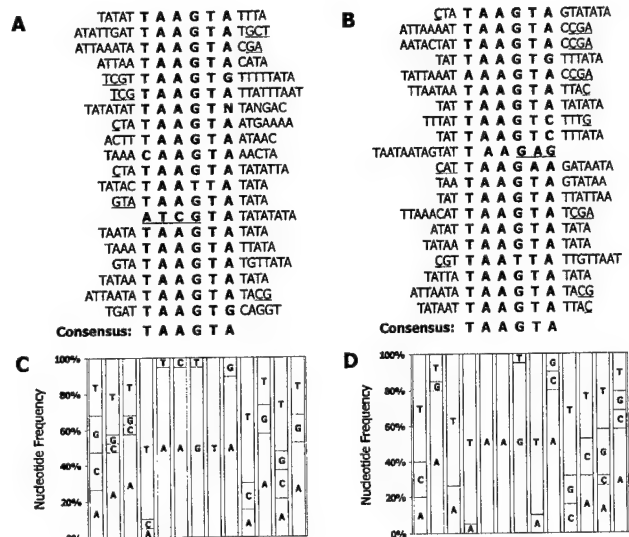 A
TATAT T A A G T A TTTA
ATATTGAT T A A G T A TGCT
ATTAAATA T A A G T A CGA
ATTAA T A A G T A CATA
TCGT T A A G T G TTTTTATA
TCG T A A G T A TTATTTAAT
TATATAT T A A G T N TANGAC
CTA T A A G T A ATGAAAA
ACTT T A A G T A ATAAC
TAAA C A A G T A AACTA
CTA T A A G T A TATATTA
TATAC T A A T T A TATA
GTA T A A G T A TATA
A T C G T A TATATATA
TAATA T A A G T A TATA
TAAA T A A G T A TTATA
GTA T A A G T A TGTTATA
TATAA T A A G T A TATA
ATTAATA T A A G T A TACG
TGAT T A A G T G CAGGT
Consensus: T A A G T A
B
CTA T A A G T A GTATATA
ATTAAAAT T A A G T A CCGA
AATACTAT T A A G T A CCGA
TAT T A A G T G TTTATA
TATTAAAT A A A G T A CCGA
TTAATAA T A A G T A TTAC
TAT T A A G T A TATATA
TTTAT T A A G T C TTTG
TAT T A A G T C TTTATA
TAATAATAGTAT T A A G A G
CAT T A A G A A GATAATA
TAA T A A G T A GTATAA
TAT T A A G T A TTATTAA
TTAAACAT T A A G T A TCGA
ATAT T A A G T A TATA
TATAA T A A G T A TATA
CGT T A A T T A TTGTTAAT
TATTA T A A G T A TATA
ATTAATA T A A G T A TACG
TATAAT T A A G T A TTAC
Consensus: T A A G T A
C
Nucleotide Frequency
100%
80%
60%
40%
20%
0%
T G C A
T G C A
T G C A
T C A
T A
C A
T G
T
G A
T C A
T G A
T G C A
T G A
D
Nucleotide Frequency
100%
80%
60%
40%
20%
0%
T C A
T G A
T A
T A
A
A
T G
T A
G C A
T G C
T C A
T G C A
T G C A